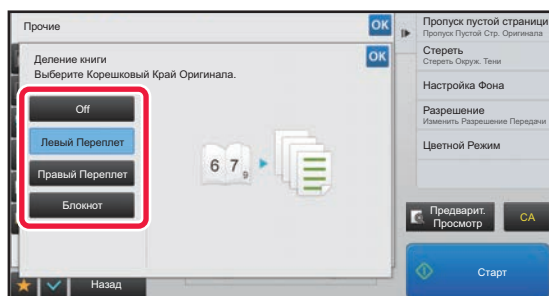 Прочие
OK
Деление книги
OK
Выберите Корешковый Край Оригинала.
Off
Левый Переплет
Правый Переплет
Блокнот
6 7 9
Назад
Пропуск пустой страници
Пропуск Пустой Стр. Оригинала
Стереть
Стереть Окруж. Тени
Настройка Фона
Разрешение
Изменить Разрешение Передачи
Цветной Режим
Предварит.
Просмотр
CA
Старт